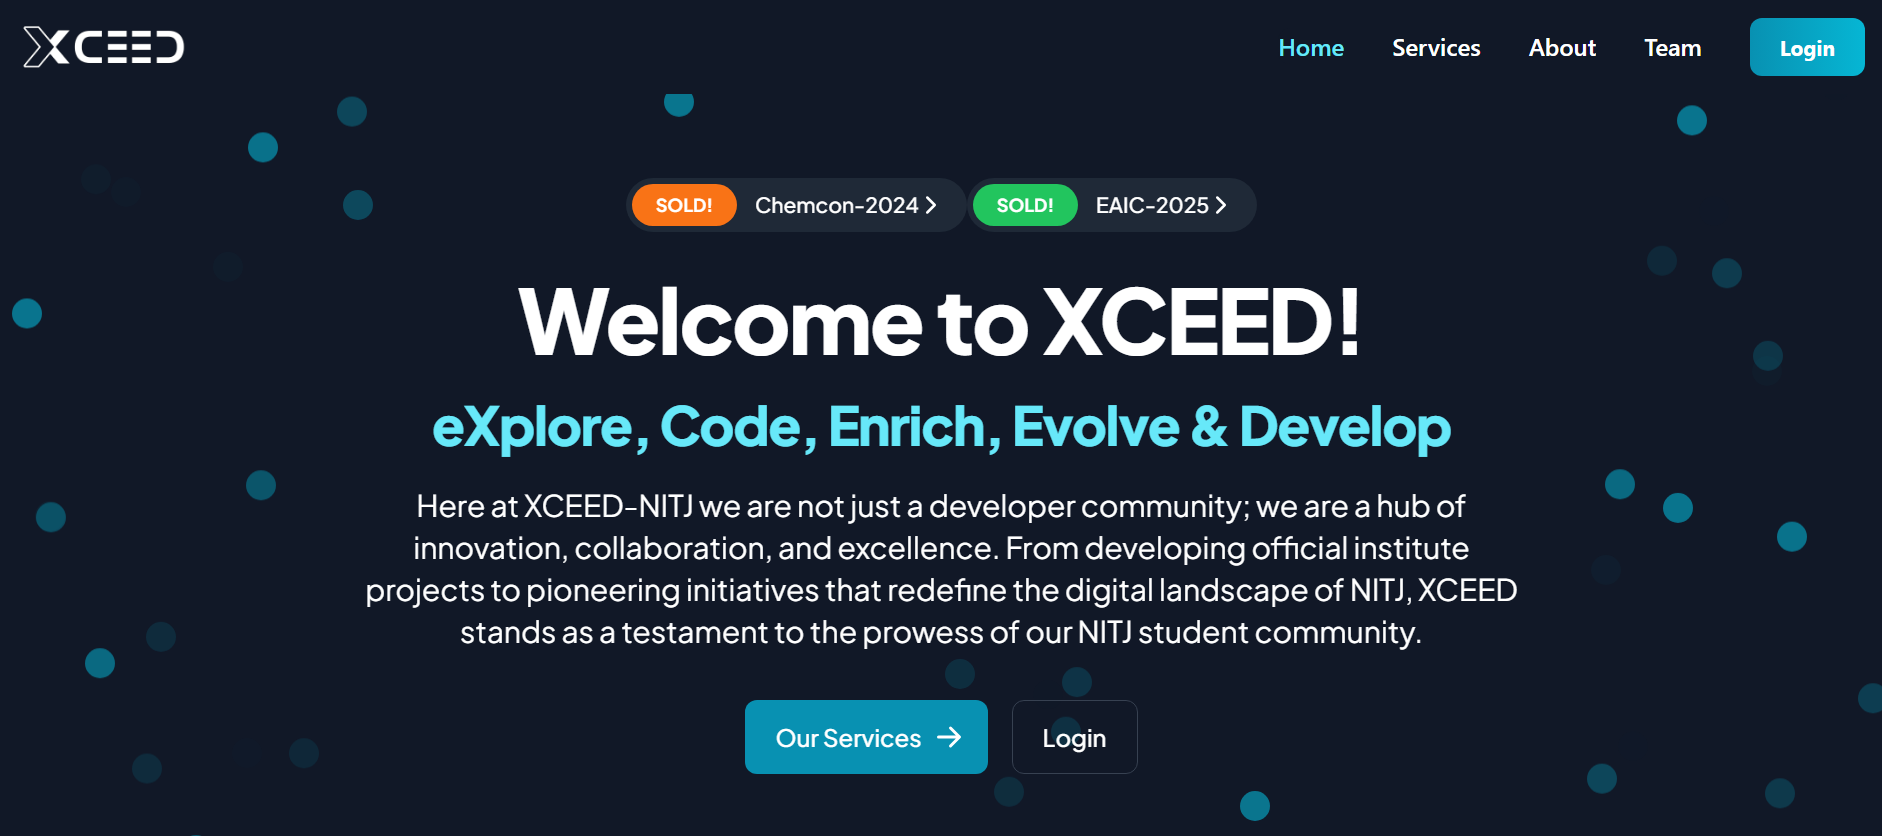 XCEED
Home Services About Team Login
SOLD! Chemcon-2024 SOLD! EAIC-2025
Welcome to XCEED!
eXplore, Code, Enrich, Evolve & Develop
Here at XCEED-NITJ we are not just a developer community; we are a hub of
innovation, collaboration, and excellence. From developing official institute
projects to pioneering initiatives that redefine the digital landscape of NITJ, XCEED
stands as a testament to the prowess of our NITJ student community.
Our Services → Login